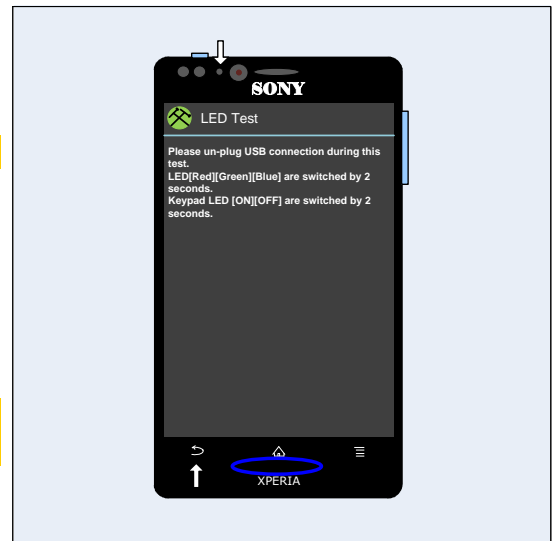 SONY
LED Test
Please un-plug USB connection during this
test.
LED[Red][Green][Blue] are switched by 2
seconds.
Keypad LED [ON][OFF] are switched by 2
seconds.
XPERIA